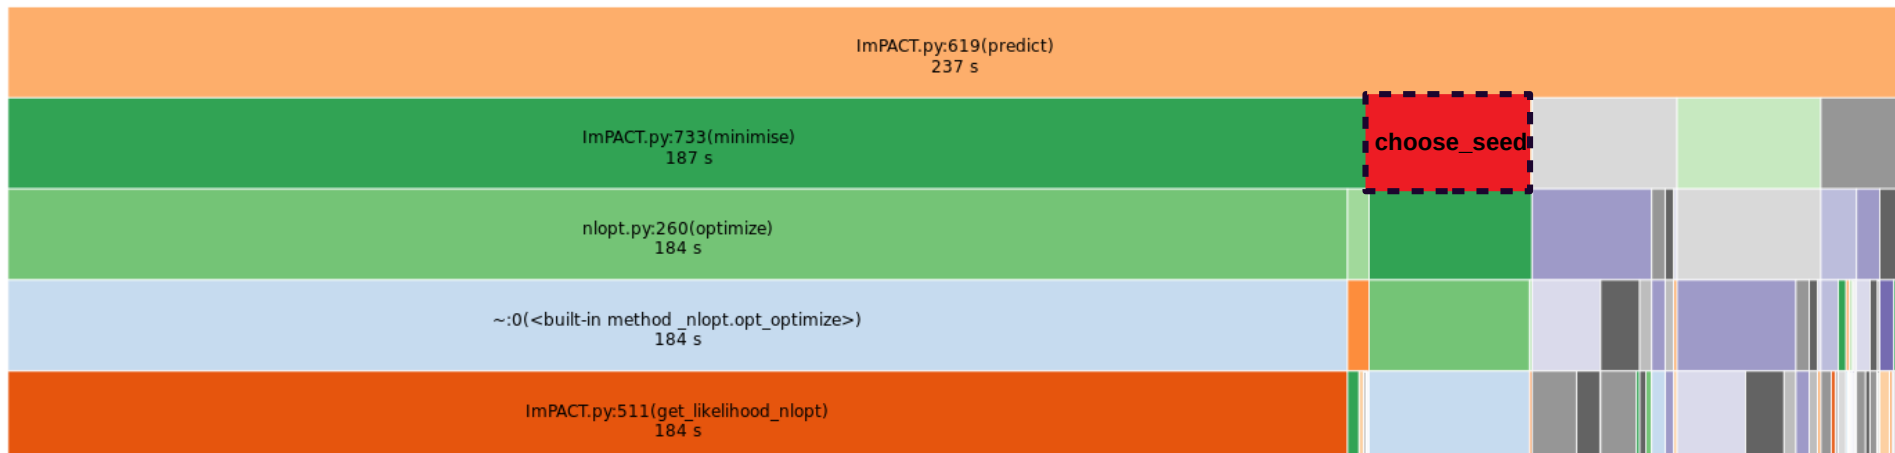 ImPACT.py:619(predict)
237 s
ImPACT.py:733(minimise)
187 s
choose_seed
nlopt.py:260(optimize)
184 s
~:0(<built-in method _nlopt.opt_optimize>)
184 s
ImPACT.py:511(get_likelihood_nlopt)
184 s